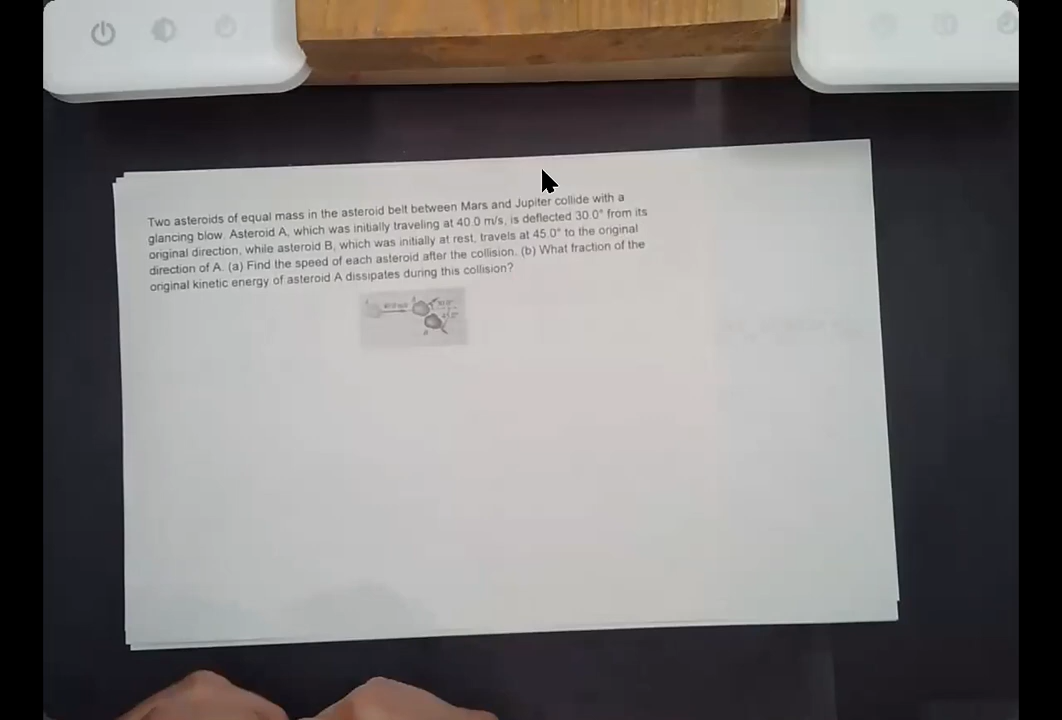 Two asteroids of equal mass in the asteroid belt between Mars and Jupiter collide with a
glancing blow. Asteroid A, which was initially traveling at 40.0 m/s, is deflected 30.0° from its
original direction, while asteroid B, which was initially at rest, travels at 45.0° to the original
direction of A. (a) Find the speed of each asteroid after the collision. (b) What fraction of the
original kinetic energy of asteroid A dissipates during this collision?